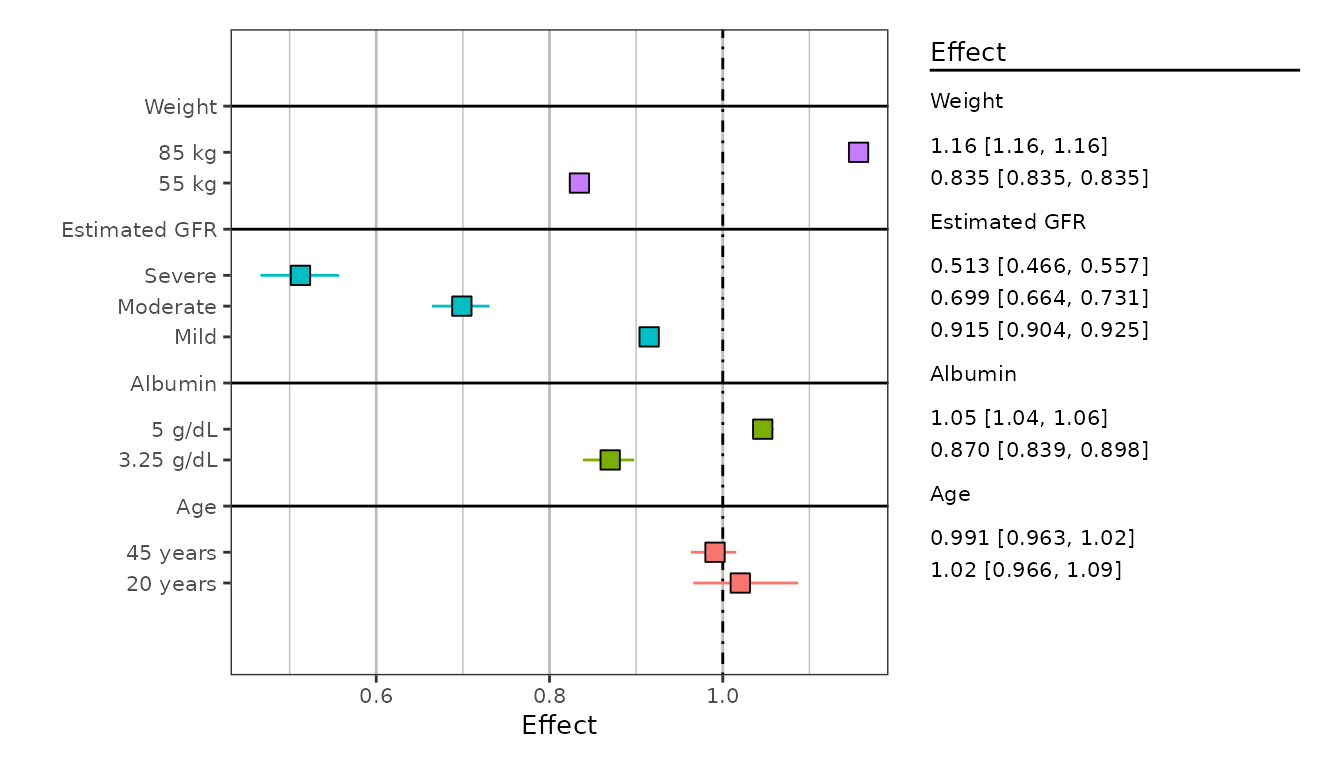 Weight
85 kg
55 kg
Estimated GFR
Severe
Moderate
Mild
Albumin
5 g/dL
3.25 g/dL
Age
45 years
20 years
0.6 0.8 1.0
Effect
Effect
Weight
1.16 [1.16, 1.16]
0.835 [0.835, 0.835]
Estimated GFR
0.513 [0.466, 0.557]
0.699 [0.664, 0.731]
0.915 [0.904, 0.925]
Albumin
1.05 [1.04, 1.06]
0.870 [0.839, 0.898]
Age
0.991 [0.963, 1.02]
1.02 [0.966, 1.09]